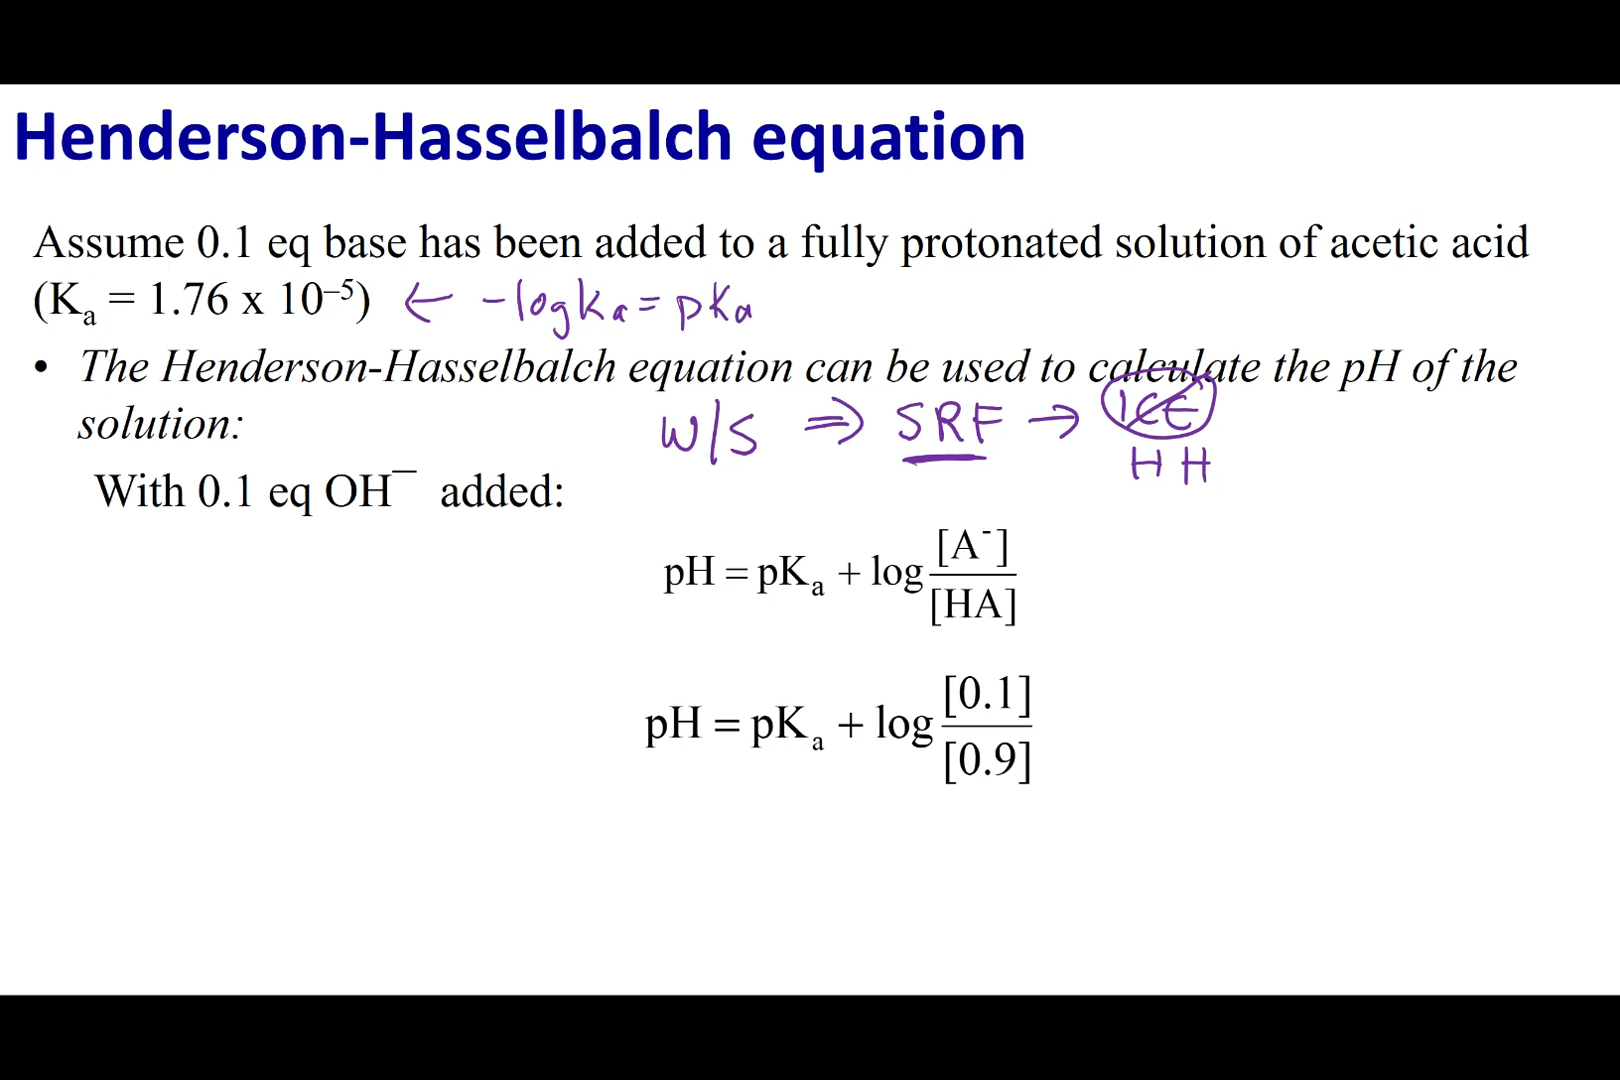 Henderson-Hasselbalch equation
Assume 0.1 eq base has been added to a fully protonated solution of acetic acid
(Kₐ = 1.76 x 10⁻⁵) ← -log Kₐ = pKₐ
• The Henderson-Hasselbalch equation can be used to calculate the pH of the
solution:
W/S ⇒ SRF → ICE
HH
With 0.1 eq OH⁻ added:
pH = pKₐ + log [A⁻]/[HA]
pH = pKₐ + log [0.1]/[0.9]